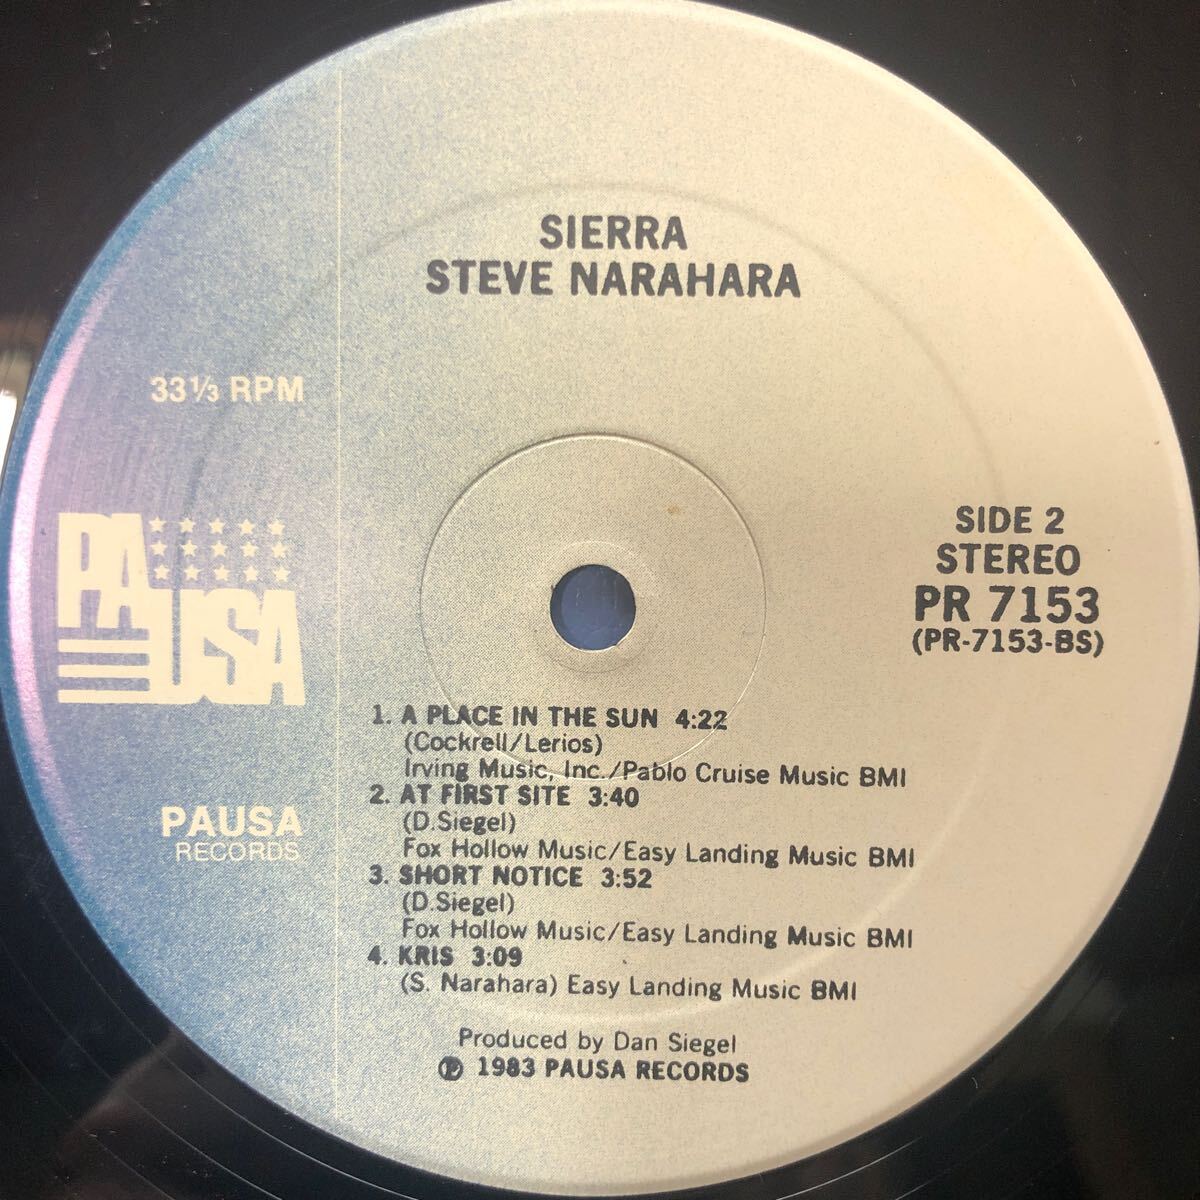 SIERRA
STEVE NARAHARA
33⅓ RPM
PAUSA
SIDE 2
STEREO
PR 7153
(PR-7153-BS)
PAUSA
RECORDS
1. A PLACE IN THE SUN 4:22
(Cockrell/Lerios)
Irving Music, Inc./Pablo Cruise Music BMI
2. AT FIRST SITE 3:40
(D.Siegel)
Fox Hollow Music/Easy Landing Music BMI
3. SHORT NOTICE 3:52
(D.Siegel)
Fox Hollow Music/Easy Landing Music BMI
4. KRIS 3:09
(S. Narahara) Easy Landing Music BMI
Produced by Dan Siegel
℗ 1983 PAUSA RECORDS